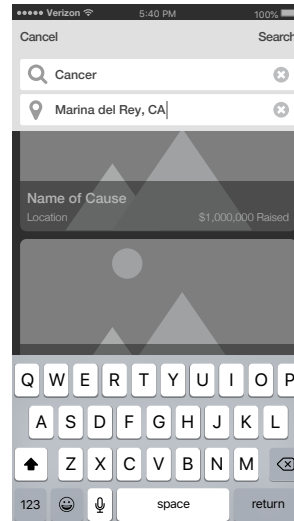 Verizon 5:40 PM 100%
Cancel Search
Cancer
Marina del Rey, CA
Name of Cause
Location $1,000,000 Raised
Q W E R T Y U I O P
A S D F G H J K L
Z X C V B N M
123 space return